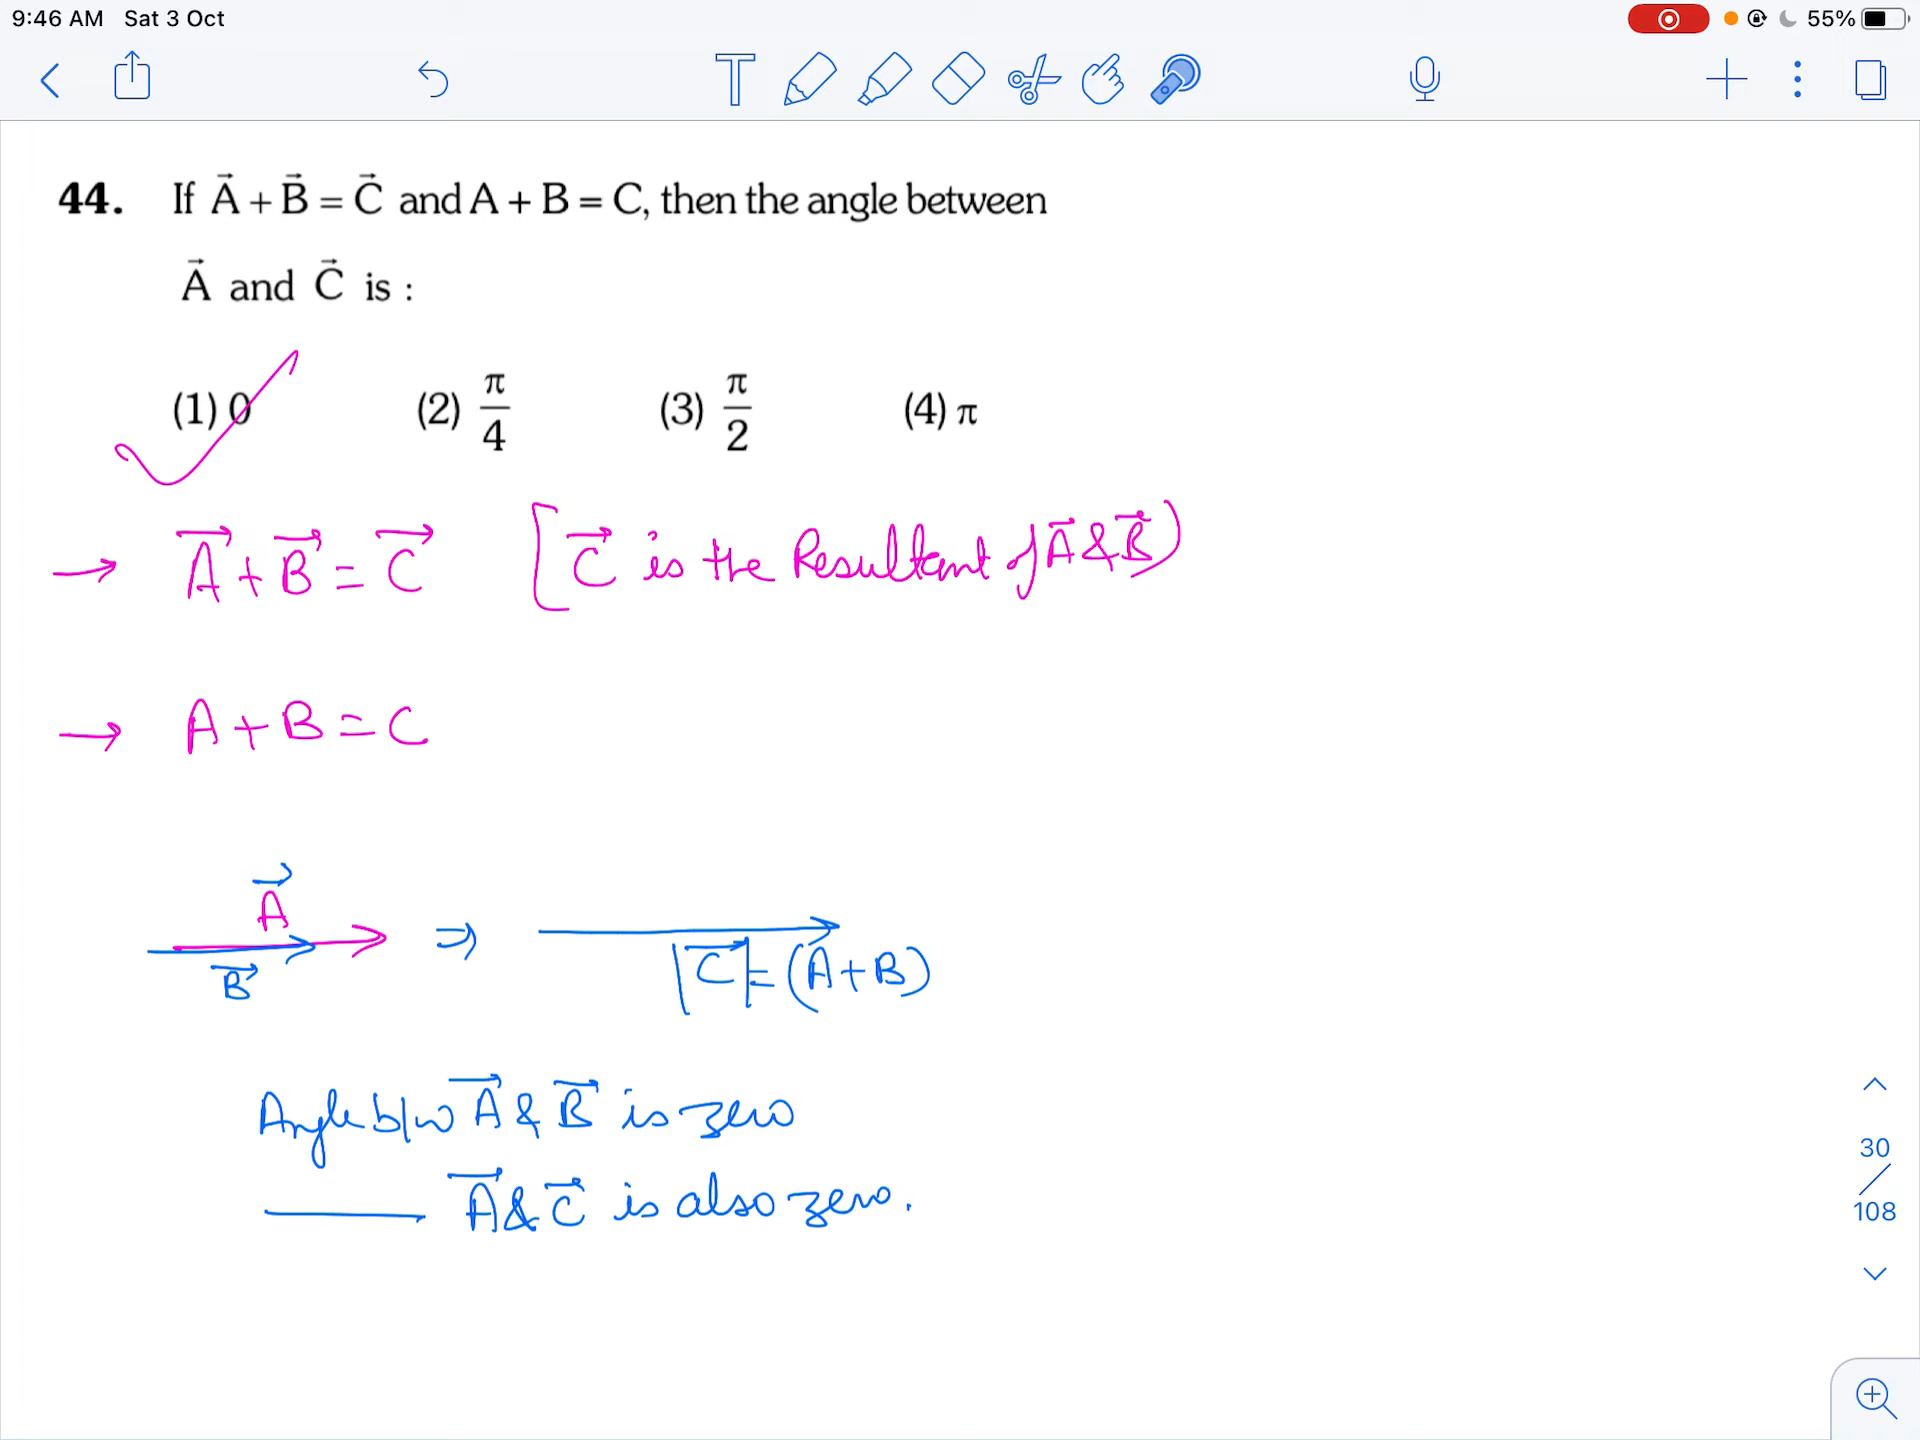 9:46 AM Sat 3 Oct 55%
44. If A⃗ + B⃗ = C⃗ and A + B = C, then the angle between
A⃗ and C⃗ is :
(1) 0 (2) π/4 (3) π/2 (4) π
→ A⃗ + B⃗ = C⃗ [C⃗ is the Resultant of A⃗ & B⃗)
→ A + B = C
A⃗
B⃗
⇒
|C⃗| = (A + B)
Angle b/w A⃗ & B⃗ is zero
—— A⃗ & C⃗ is also zero.
30
/
108